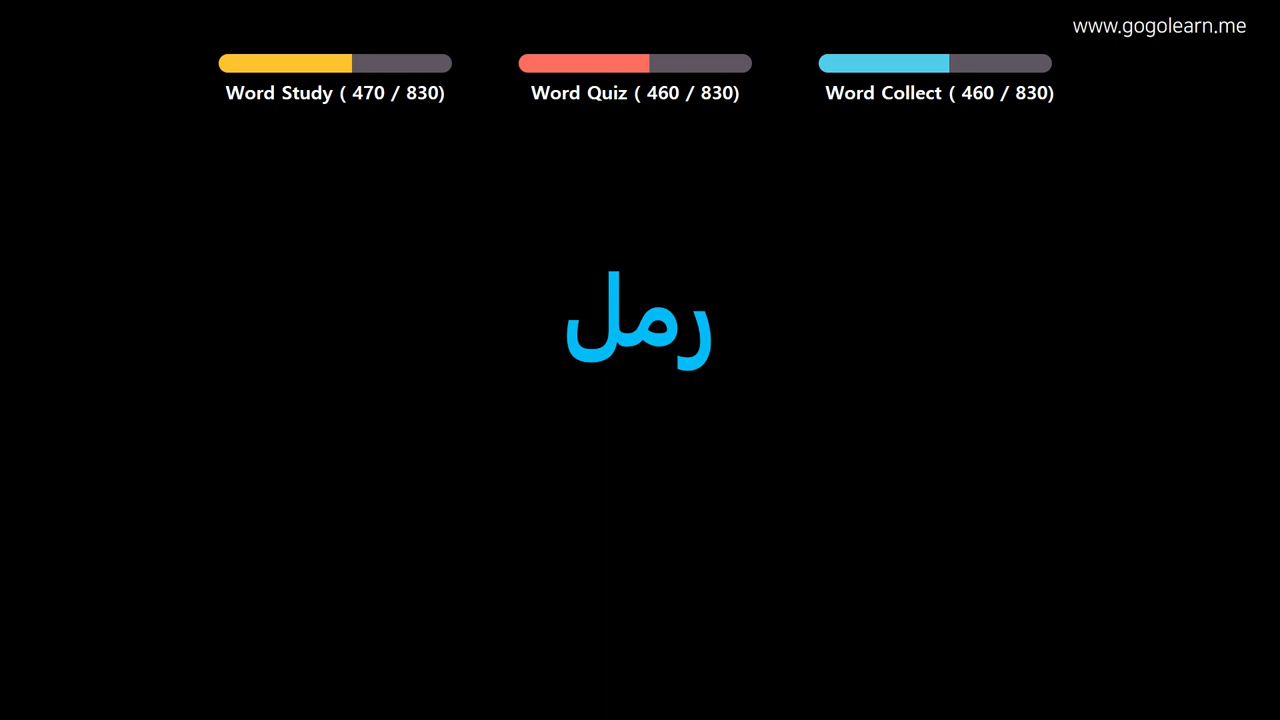 www.gogolearn.me
Word Study ( 470 / 830)
Word Quiz ( 460 / 830)
Word Collect ( 460 / 830)
رمل